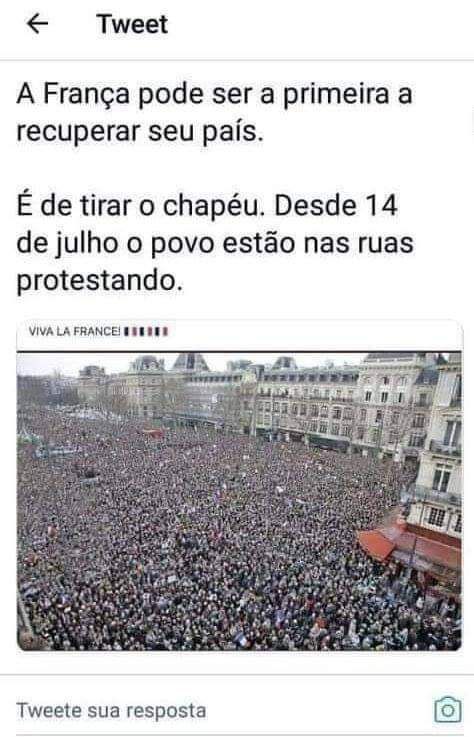 ← Tweet
A França pode ser a primeira a
recuperar seu país.
É de tirar o chapéu. Desde 14
de julho o povo estão nas ruas
protestando.
VIVA LA FRANCE! 🇫🇷🇫🇷🇫🇷
Tweete sua resposta